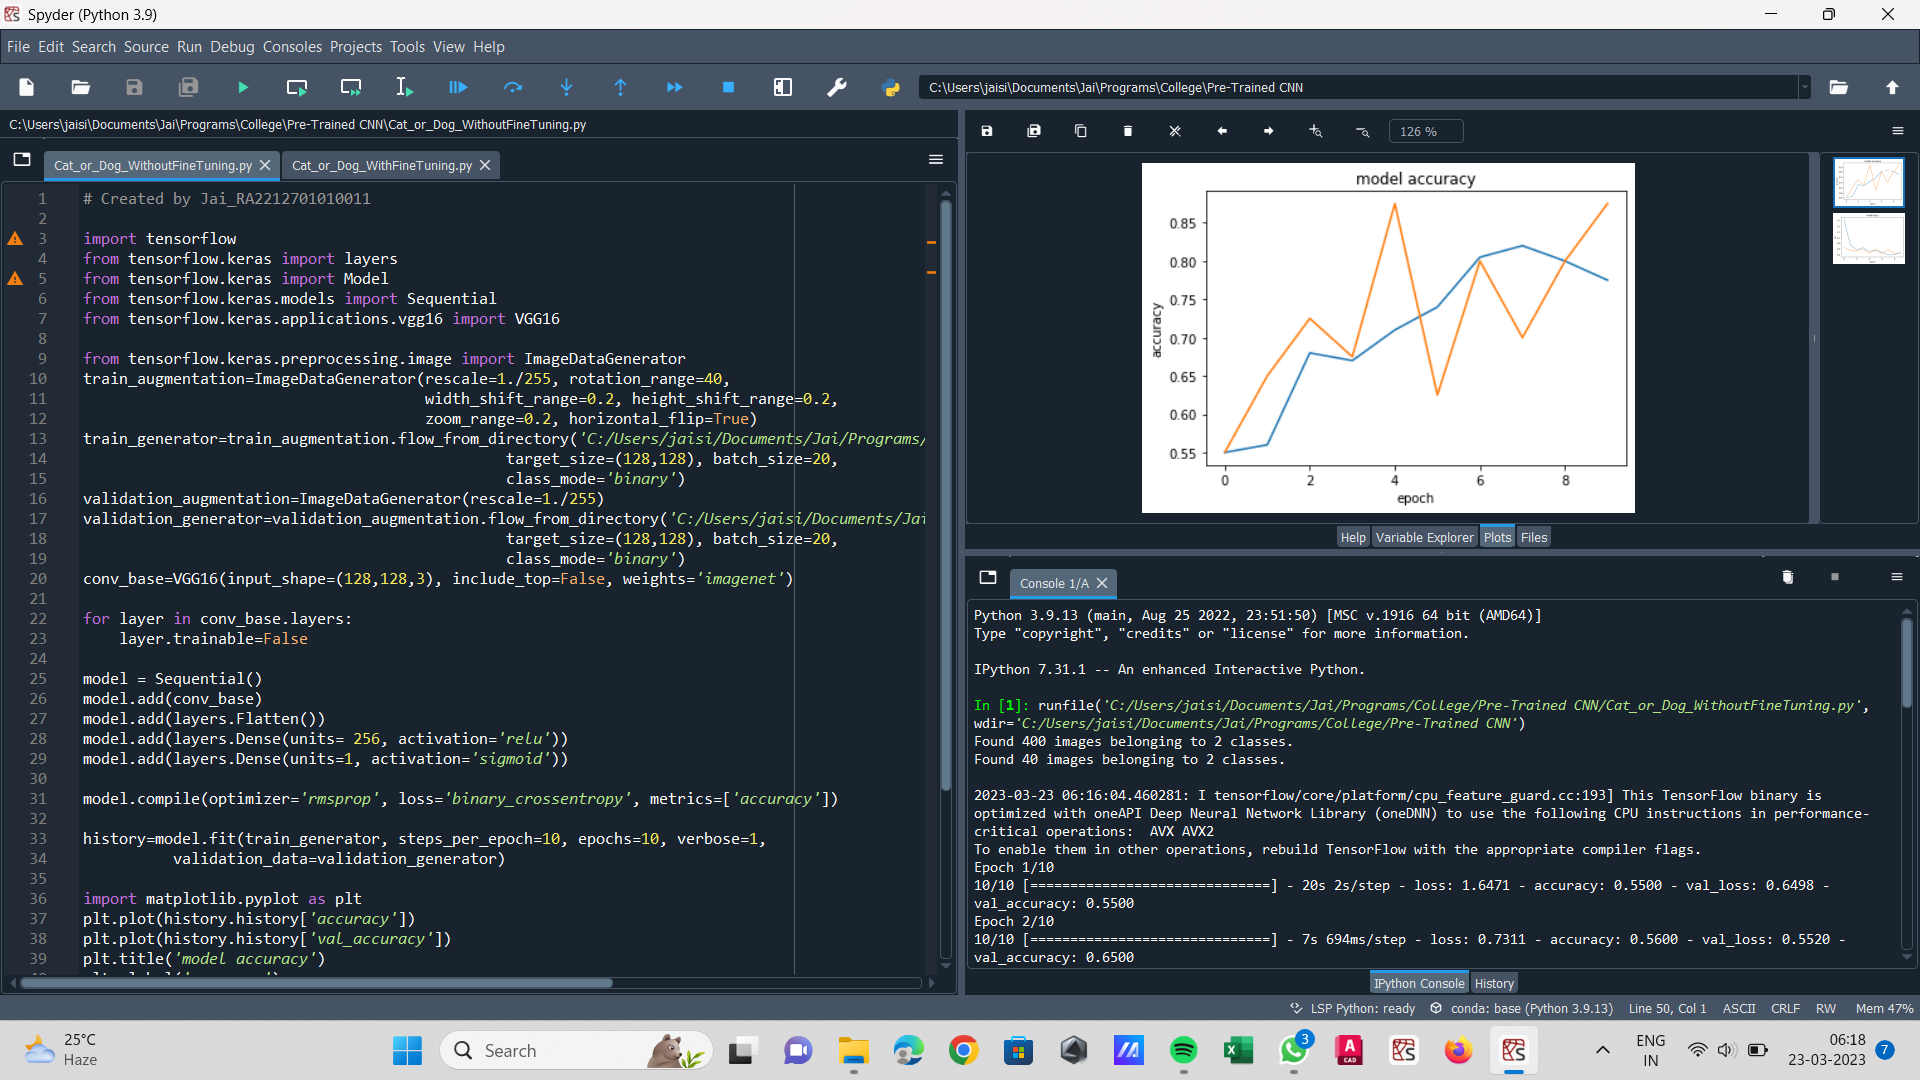 Spyder (Python 3.9)
File Edit Search Source Run Debug Consoles Projects Tools View Help
C:\Users\jaisi\Documents\Jai\Programs\College\Pre-Trained CNN
C:\Users\jaisi\Documents\Jai\Programs\College\Pre-Trained CNN\Cat_or_Dog_WithoutFineTuning.py
Cat_or_Dog_WithoutFineTuning.py Cat_or_Dog_WithFineTuning.py
1 # Created by Jai_RA2212701010011
2
3 import tensorflow
4 from tensorflow.keras import layers
5 from tensorflow.keras import Model
6 from tensorflow.keras.models import Sequential
7 from tensorflow.keras.applications.vgg16 import VGG16
8
9 from tensorflow.keras.preprocessing.image import ImageDataGenerator
10 train_augmentation=ImageDataGenerator(rescale=1./255, rotation_range=40,
11 width_shift_range=0.2, height_shift_range=0.2,
12 zoom_range=0.2, horizontal_flip=True)
13 train_generator=train_augmentation.flow_from_directory('C:/Users/jaisi/Documents/Jai/Programs/
14 target_size=(128,128), batch_size=20,
15 class_mode='binary')
16 validation_augmentation=ImageDataGenerator(rescale=1./255)
17 validation_generator=validation_augmentation.flow_from_directory('C:/Users/jaisi/Documents/Jai
18 target_size=(128,128), batch_size=20,
19 class_mode='binary')
20 conv_base=VGG16(input_shape=(128,128,3), include_top=False, weights='imagenet')
21
22 for layer in conv_base.layers:
23 layer.trainable=False
24
25 model = Sequential()
26 model.add(conv_base)
27 model.add(layers.Flatten())
28 model.add(layers.Dense(units= 256, activation='relu'))
29 model.add(layers.Dense(units=1, activation='sigmoid'))
30
31 model.compile(optimizer='rmsprop', loss='binary_crossentropy', metrics=['accuracy'])
32
33 history=model.fit(train_generator, steps_per_epoch=10, epochs=10, verbose=1,
34 validation_data=validation_generator)
35
36 import matplotlib.pyplot as plt
37 plt.plot(history.history['accuracy'])
38 plt.plot(history.history['val_accuracy'])
39 plt.title('model accuracy')
126 %
model accuracy
accuracy
0.85
0.80
0.75
0.70
0.65
0.60
0.55
0 2 4 6 8
epoch
Help Variable Explorer Plots Files
Console 1/A
Python 3.9.13 (main, Aug 25 2022, 23:51:50) [MSC v.1916 64 bit (AMD64)]
Type "copyright", "credits" or "license" for more information.
IPython 7.31.1 -- An enhanced Interactive Python.
In [1]: runfile('C:/Users/jaisi/Documents/Jai/Programs/College/Pre-Trained CNN/Cat_or_Dog_WithoutFineTuning.py',
wdir='C:/Users/jaisi/Documents/Jai/Programs/College/Pre-Trained CNN')
Found 400 images belonging to 2 classes.
Found 40 images belonging to 2 classes.
2023-03-23 06:16:04.460281: I tensorflow/core/platform/cpu_feature_guard.cc:193] This TensorFlow binary is
optimized with oneAPI Deep Neural Network Library (oneDNN) to use the following CPU instructions in performance-
critical operations:  AVX AVX2
To enable them in other operations, rebuild TensorFlow with the appropriate compiler flags.
Epoch 1/10
10/10 [==============================] - 20s 2s/step - loss: 1.6471 - accuracy: 0.5500 - val_loss: 0.6498 -
val_accuracy: 0.5500
Epoch 2/10
10/10 [==============================] - 7s 694ms/step - loss: 0.7311 - accuracy: 0.5600 - val_loss: 0.5520 -
val_accuracy: 0.6500
IPython Console History
LSP Python: ready conda: base (Python 3.9.13) Line 50, Col 1 ASCII CRLF RW Mem 47%
25°C
Haze
Search
3
A
CAD
ENG
IN
06:18
23-03-2023
7